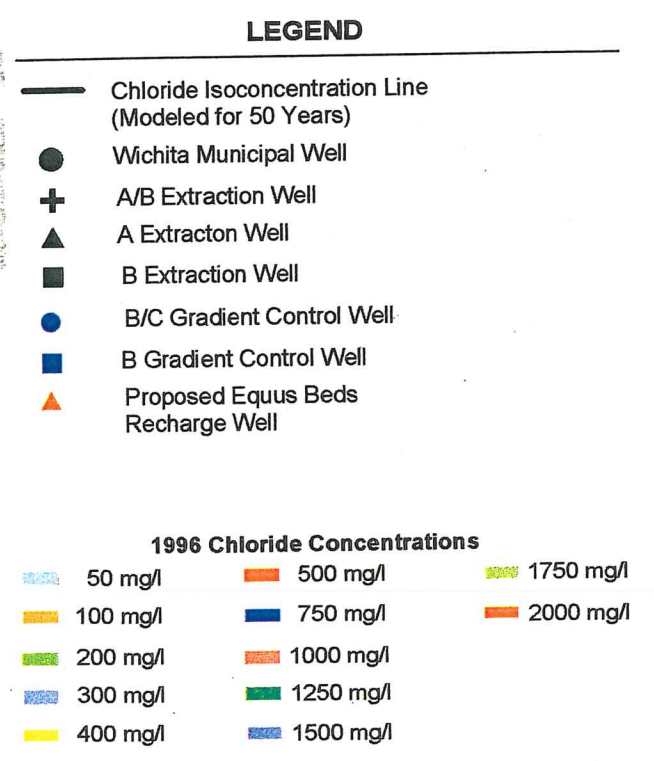 LEGEND
Chloride Isoconcentration Line
(Modeled for 50 Years)
Wichita Municipal Well
A/B Extraction Well
A Extracton Well
B Extraction Well
B/C Gradient Control Well
B Gradient Control Well
Proposed Equus Beds
Recharge Well
1996 Chloride Concentrations
50 mg/l
100 mg/l
200 mg/l
300 mg/l
400 mg/l
500 mg/l
750 mg/l
1000 mg/l
1250 mg/l
1500 mg/l
1750 mg/l
2000 mg/l